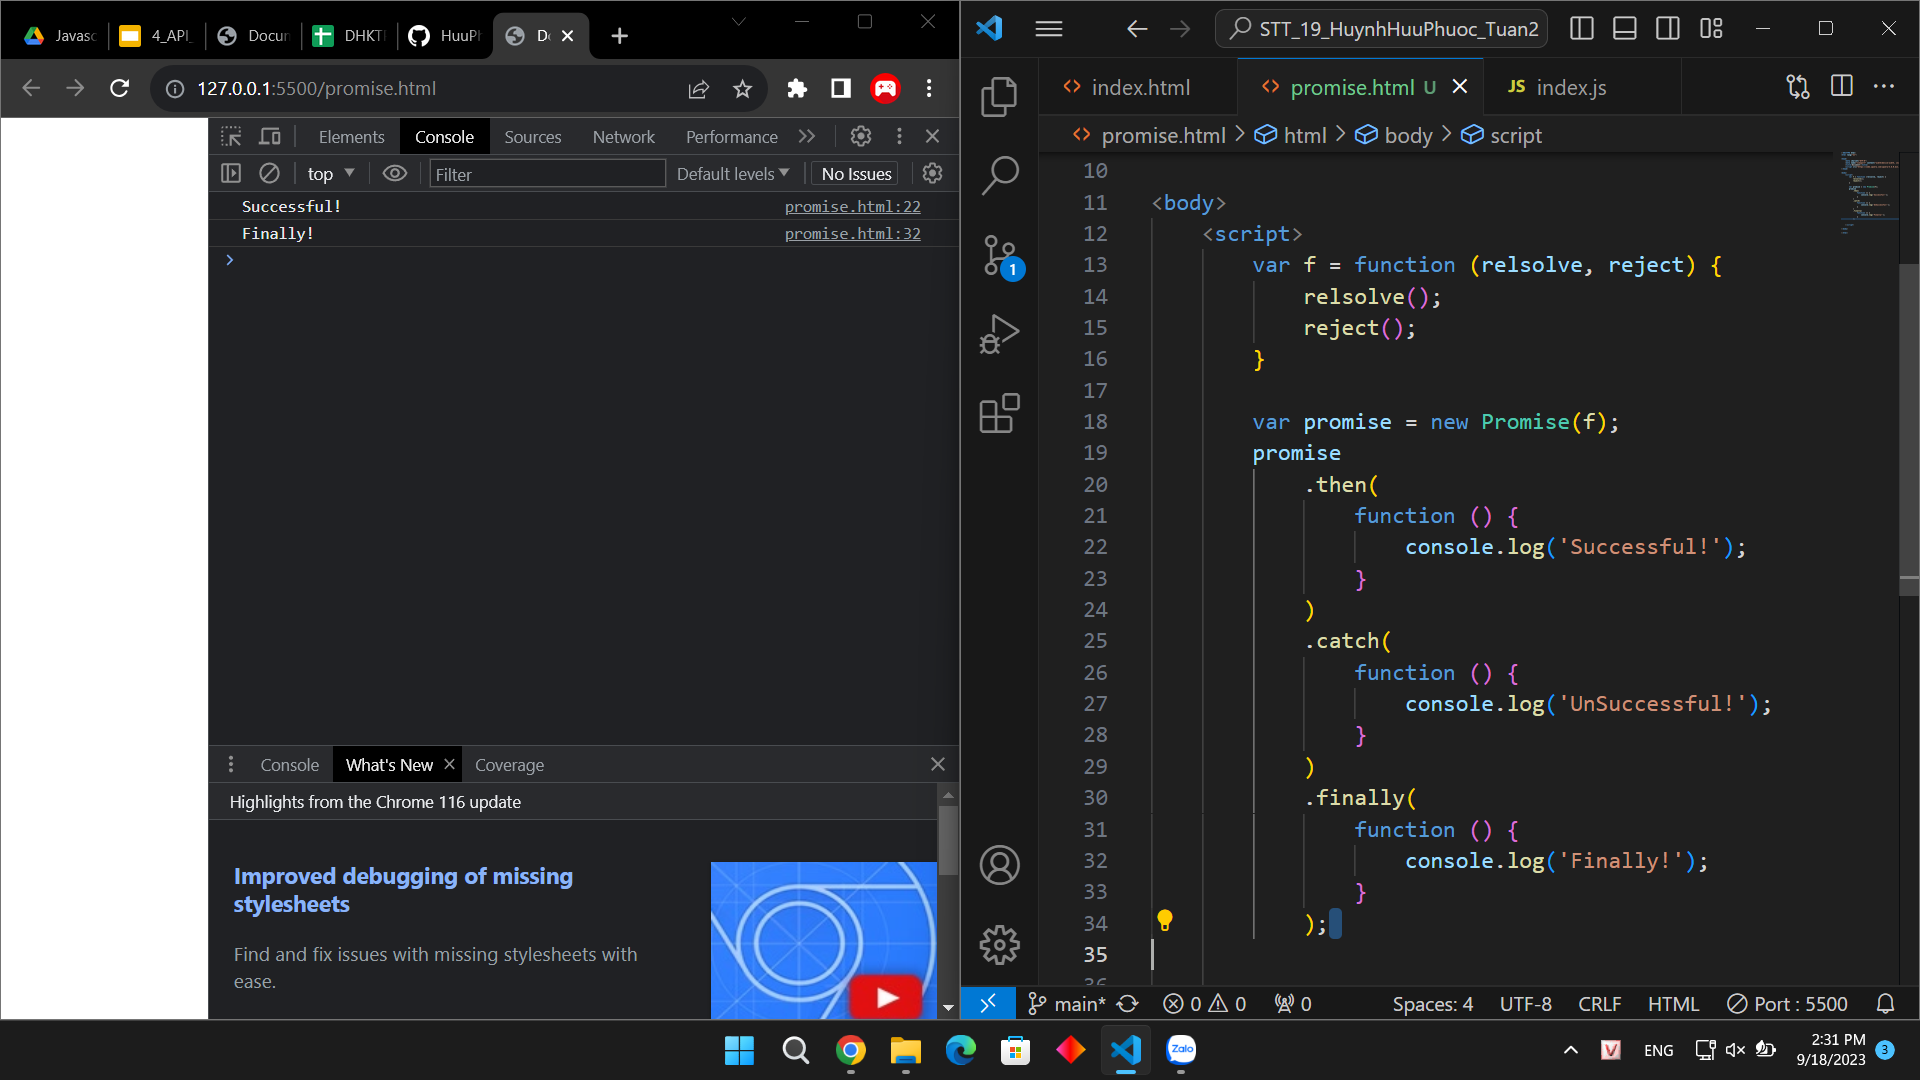 Javasc
4_API_
Docun
DHKTI
HuuPh
Do
127.0.0.1:5500/promise.html
Elements
Console
Sources
Network
Performance
top
Filter
Default levels
No Issues
Successful!
promise.html:22
Finally!
promise.html:32
Console
What's New
Coverage
Highlights from the Chrome 116 update
Improved debugging of missing
stylesheets
Find and fix issues with missing stylesheets with
ease.
STT_19_HuynhHuuPhuoc_Tuan2
index.html
promise.html U
JS index.js
promise.html > html > body > script
10
11 <body>
12 <script>
13 var f = function (relsolve, reject) {
14 relsolve();
15 reject();
16 }
17
18 var promise = new Promise(f);
19 promise
20 .then(
21 function () {
22 console.log('Successful!');
23 }
24 )
25 .catch(
26 function () {
27 console.log('UnSuccessful!');
28 }
29 )
30 .finally(
31 function () {
32 console.log('Finally!');
33 }
34 );
35
36
1
main*
0
0
0
Spaces: 4
UTF-8
CRLF
HTML
Port : 5500
Zalo
V
ENG
2:31 PM
9/18/2023
3